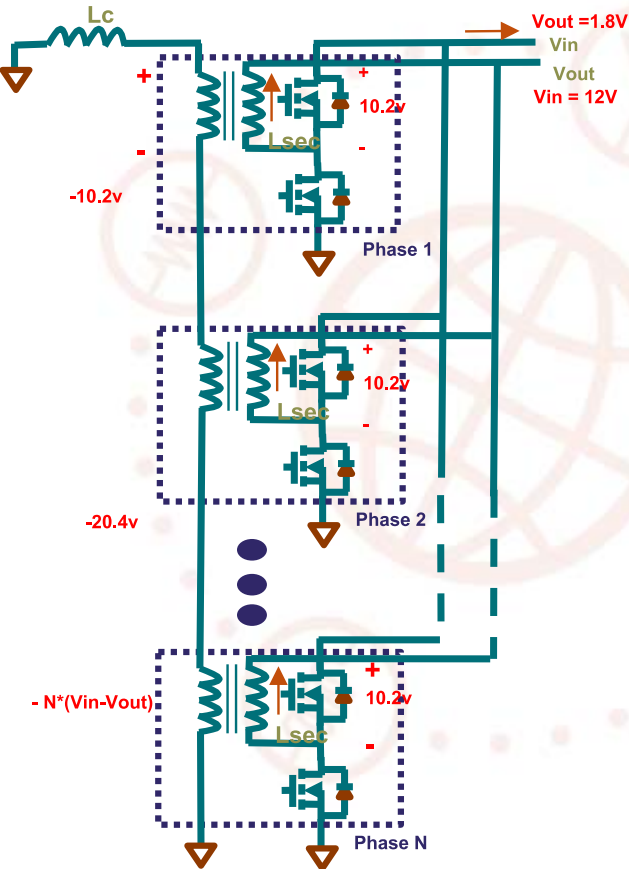 Lc
Vout =1.8V
Vin
Vout
Vin = 12V
+
+
10.2v
Lsec
-
-
-10.2v
Phase 1
+
10.2v
Lsec
-
Phase 2
-20.4v
+
- N*(Vin-Vout)
10.2v
Lsec
-
Phase N